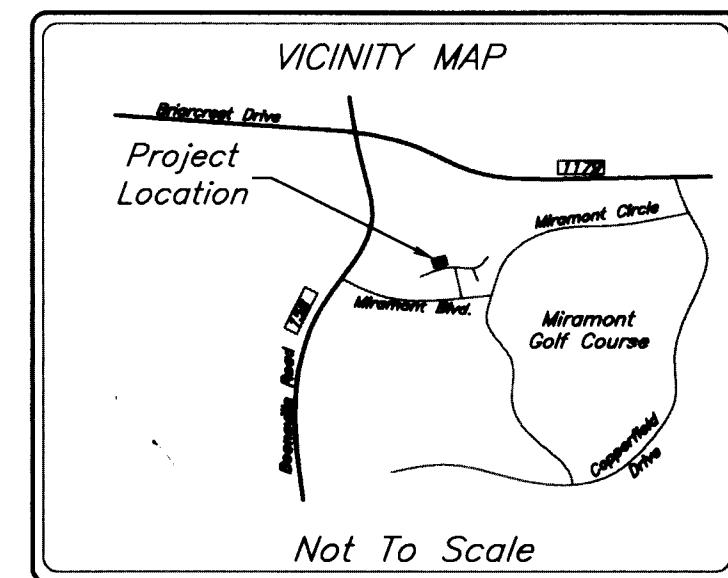 VICINITY MAP
Briarcrest Drive
Project
Location
1179
Miramont Circle
Miramont Blvd.
Miramont
Golf Course
Boonville Road
158
Copperfield
Drive
Not To Scale